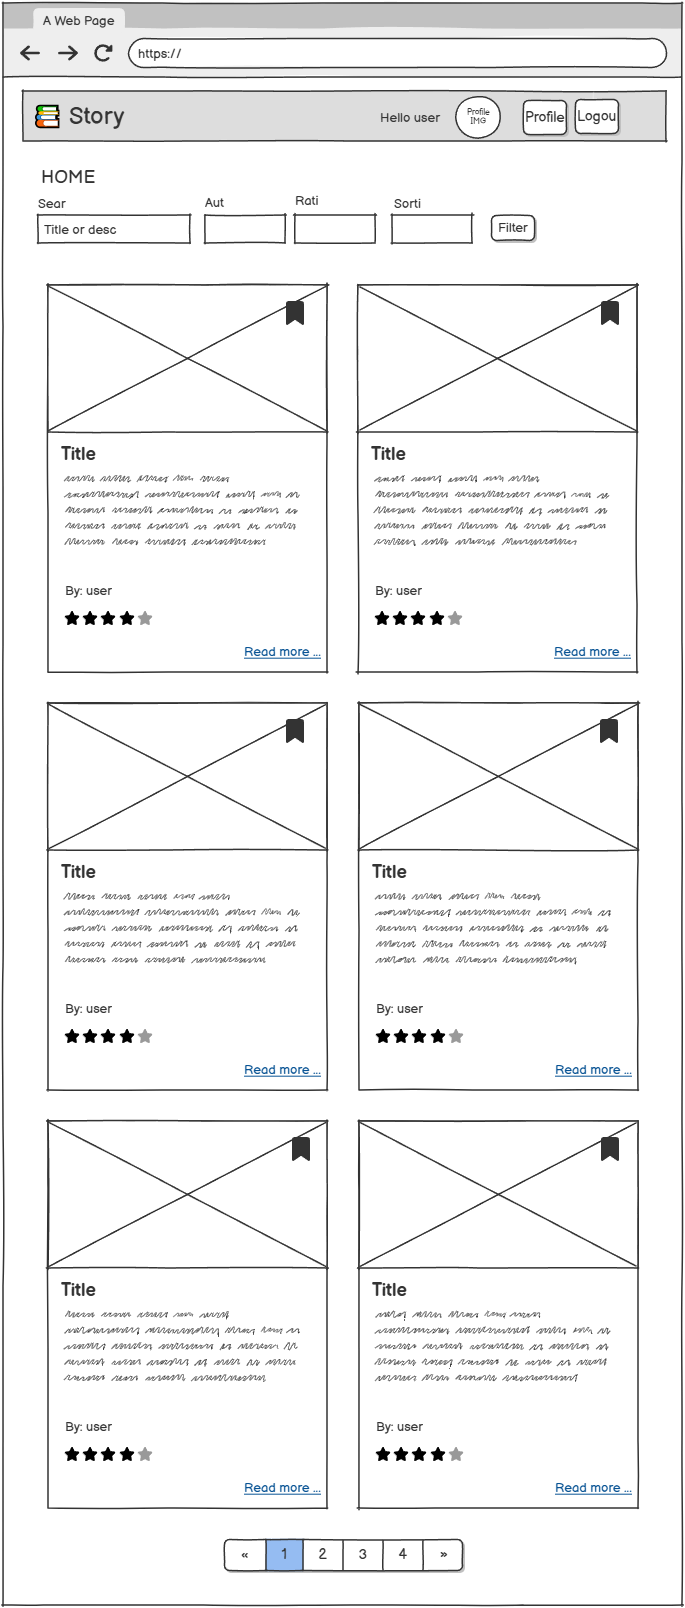 A Web Page
https://
Story
Hello user
Profile
IMG
Profile
Logou
HOME
Sear
Aut
Rati
Sorti
Title or desc
Filter
Title
By: user
Read more ...
Title
By: user
Read more ...
Title
By: user
Read more ...
Title
By: user
Read more ...
Title
By: user
Read more ...
Title
By: user
Read more ...
« 1 2 3 4 »